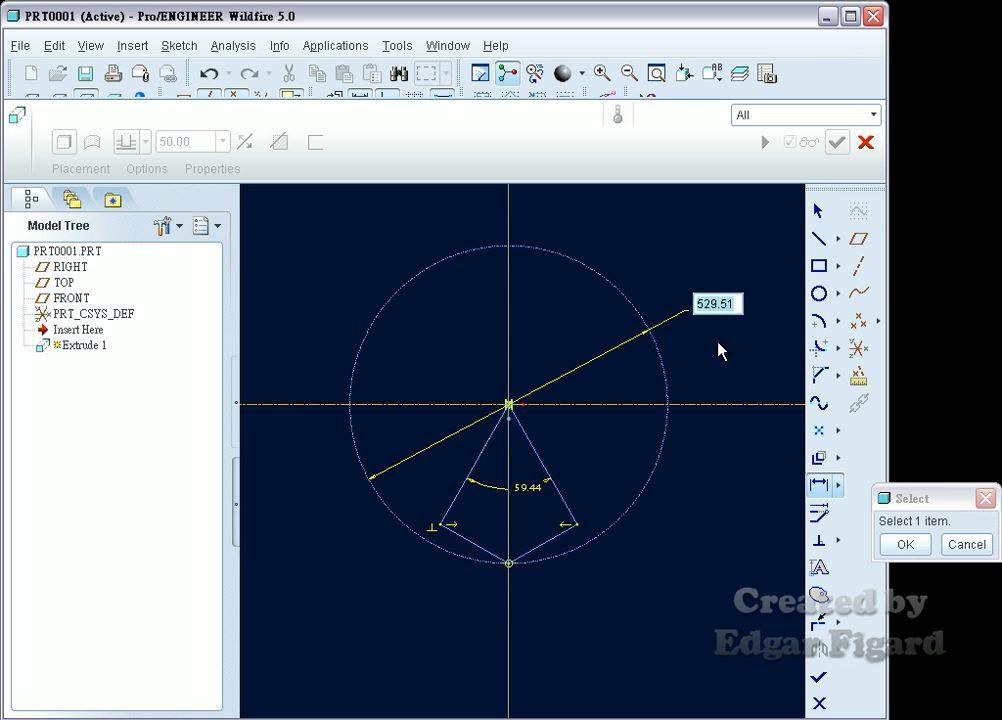 PRT0001 (Active) - Pro/ENGINEER Wildfire 5.0
File Edit View Insert Sketch Analysis Info Applications Tools Window Help
All
50.00
Placement Options Properties
Model Tree
PRT0001.PRT
RIGHT
TOP
FRONT
PRT_CSYS_DEF
Insert Here
Extrude 1
529.51
59.44
Select
Select 1 item.
OK Cancel
Created by
Edgar Figard